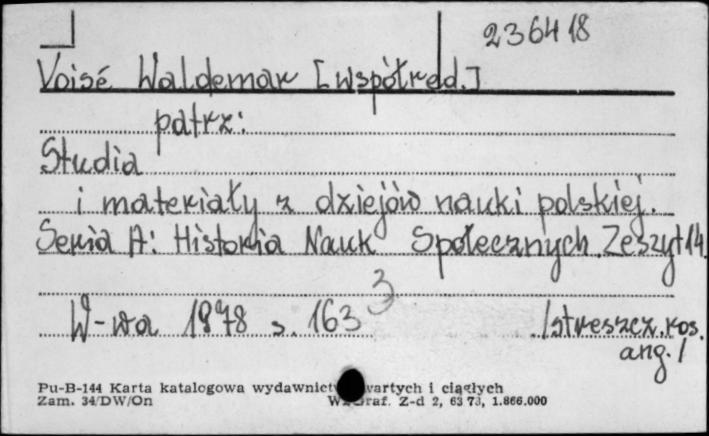 236418
Voisé Waldemar [współred.]
patrz:
Studia
i materiały z dziejów nauki polskiej.
Seria A: Historia Nauk Społecznych. Zeszyt 14.
3
W-wa 1978 s. 163 /streszcz. ros.
ang./
Pu-B-144 Karta katalogowa wydawnict wartych i ciągłych
Zam. 34/DW/On Graf. Z-d 2, 63 73, 1.866.000